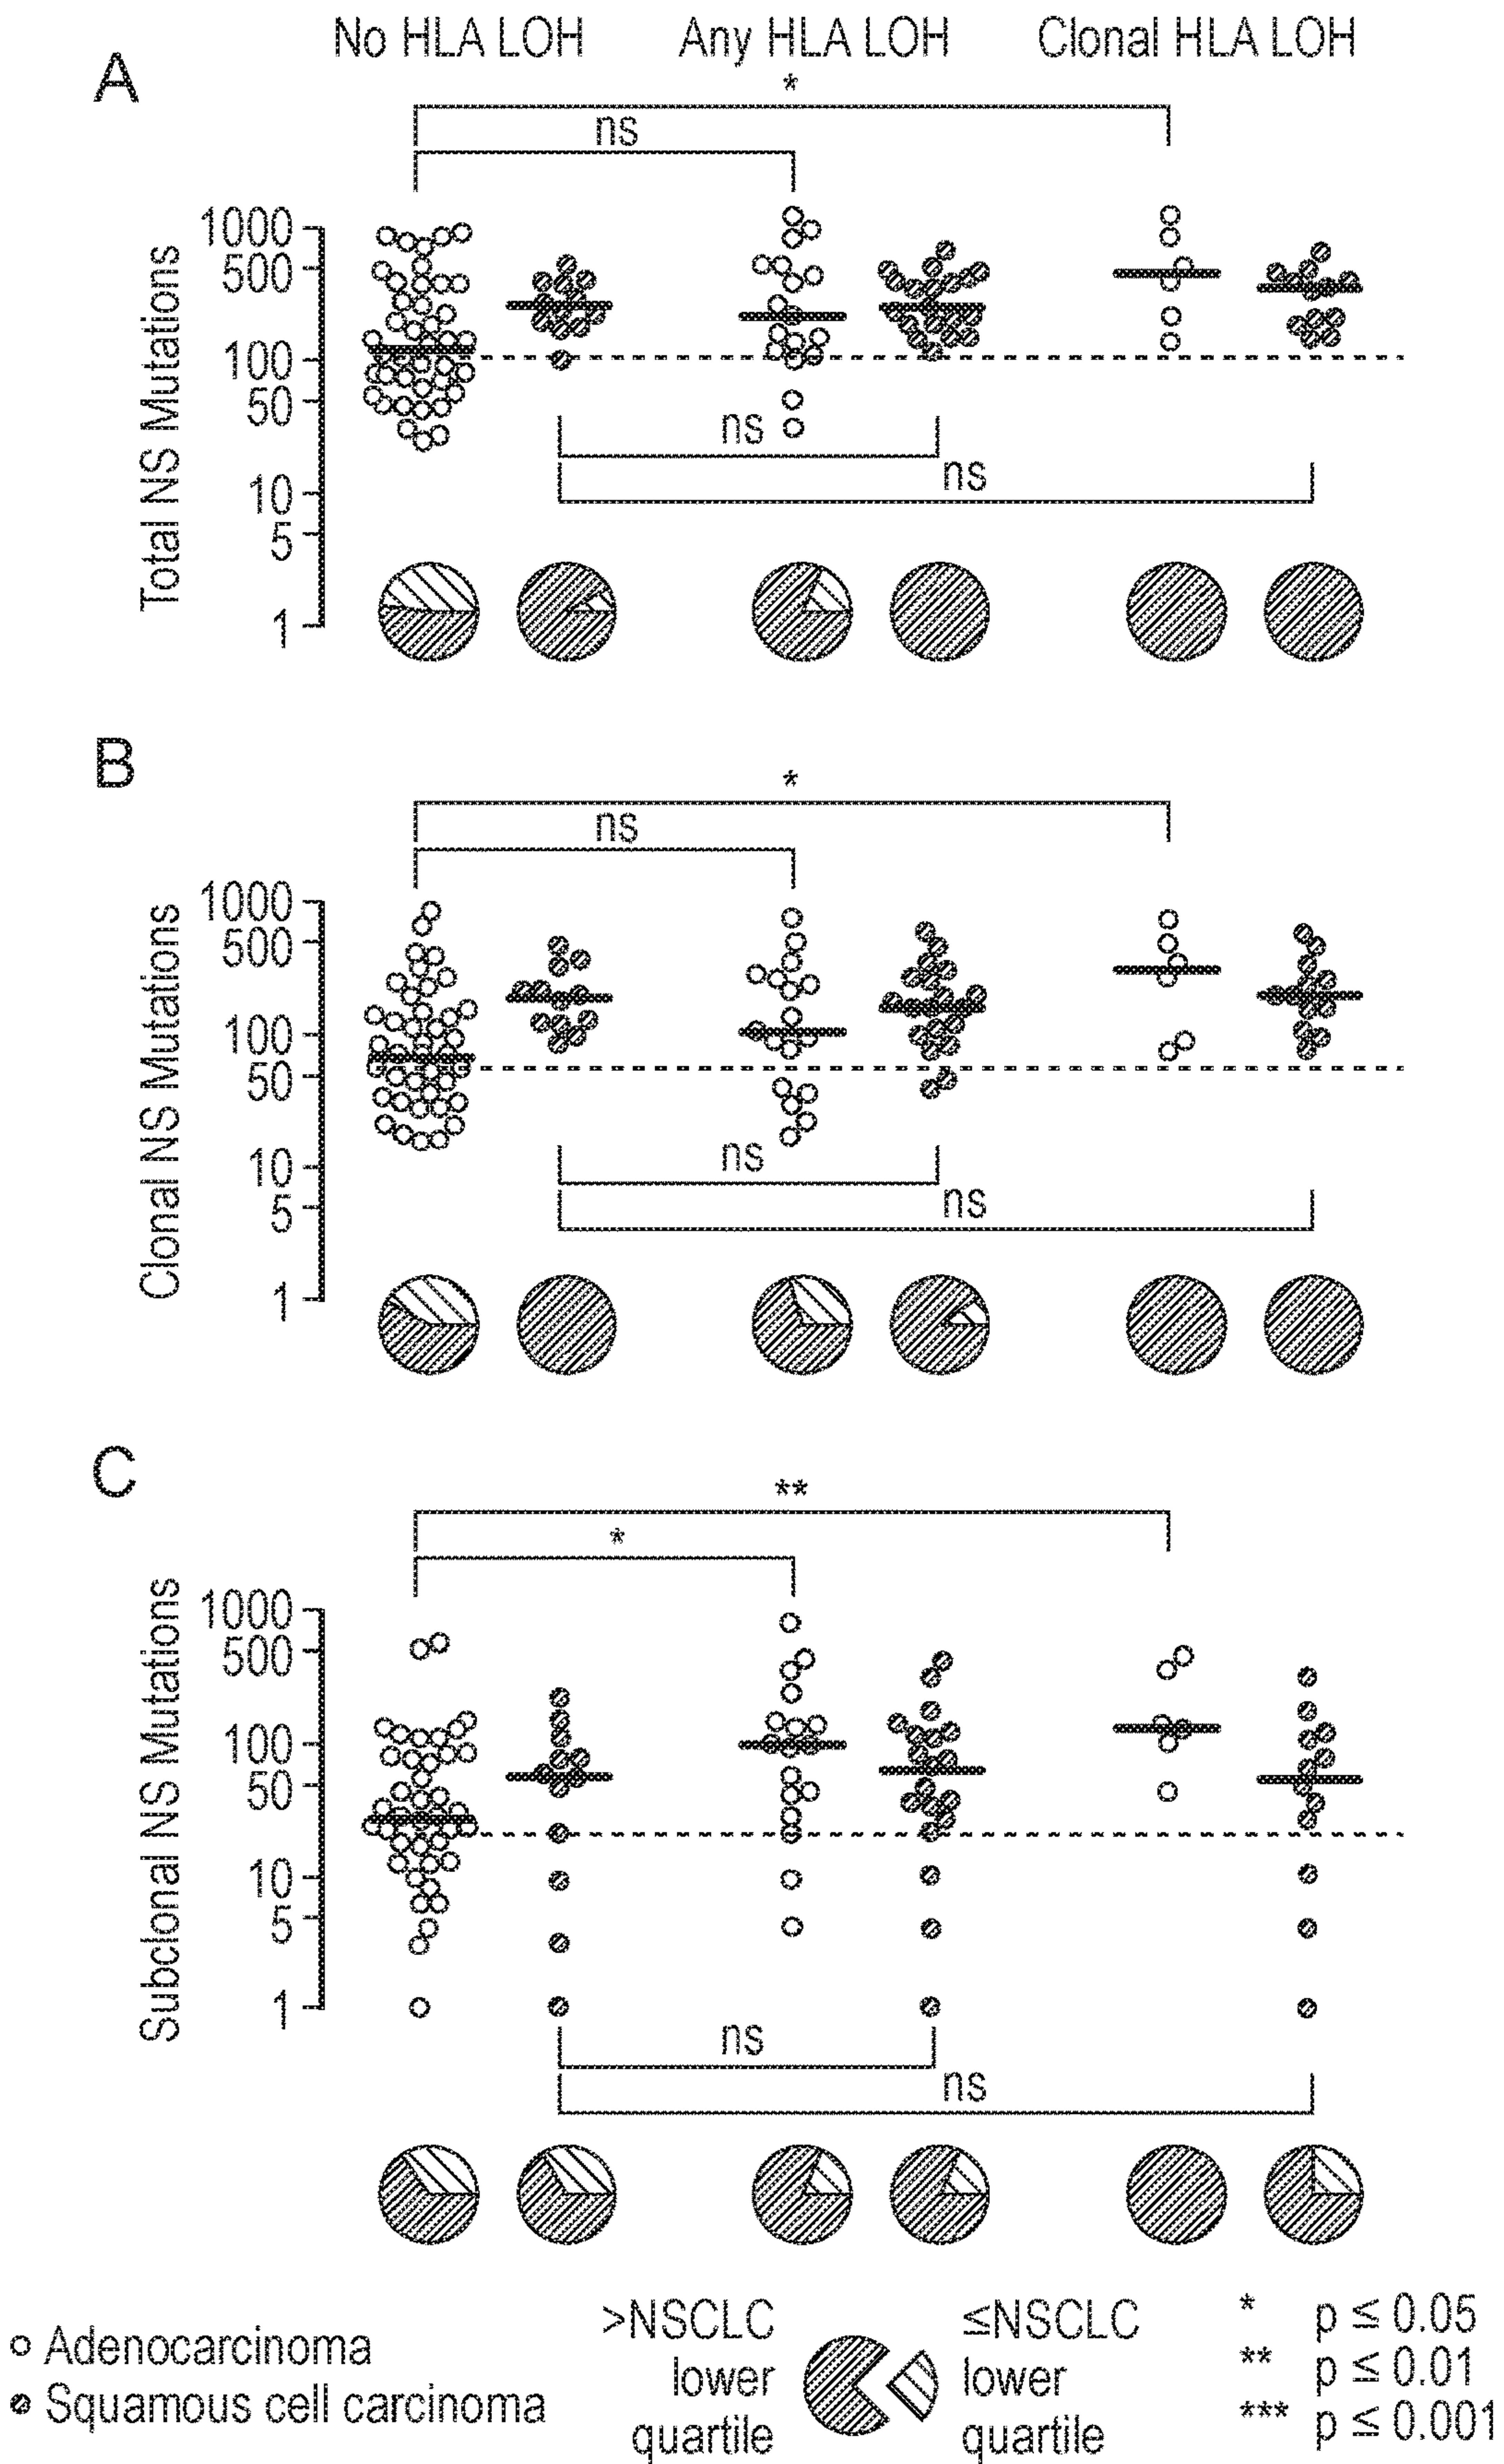 No HLA LOH Any HLA LOH Clonal HLA LOH
A
*
ns
Total NS Mutations
1000
500
100
50
10
5
1
ns
ns
B
*
ns
Clonal NS Mutations
1000
500
100
50
10
5
1
ns
ns
C
**
*
Subclonal NS Mutations
1000
500
100
50
10
5
1
ns
ns
Adenocarcinoma
Squamous cell carcinoma
>NSCLC
lower
quartile
≤NSCLC
lower
quartile
* p ≤ 0.05
** p ≤ 0.01
*** p ≤ 0.001